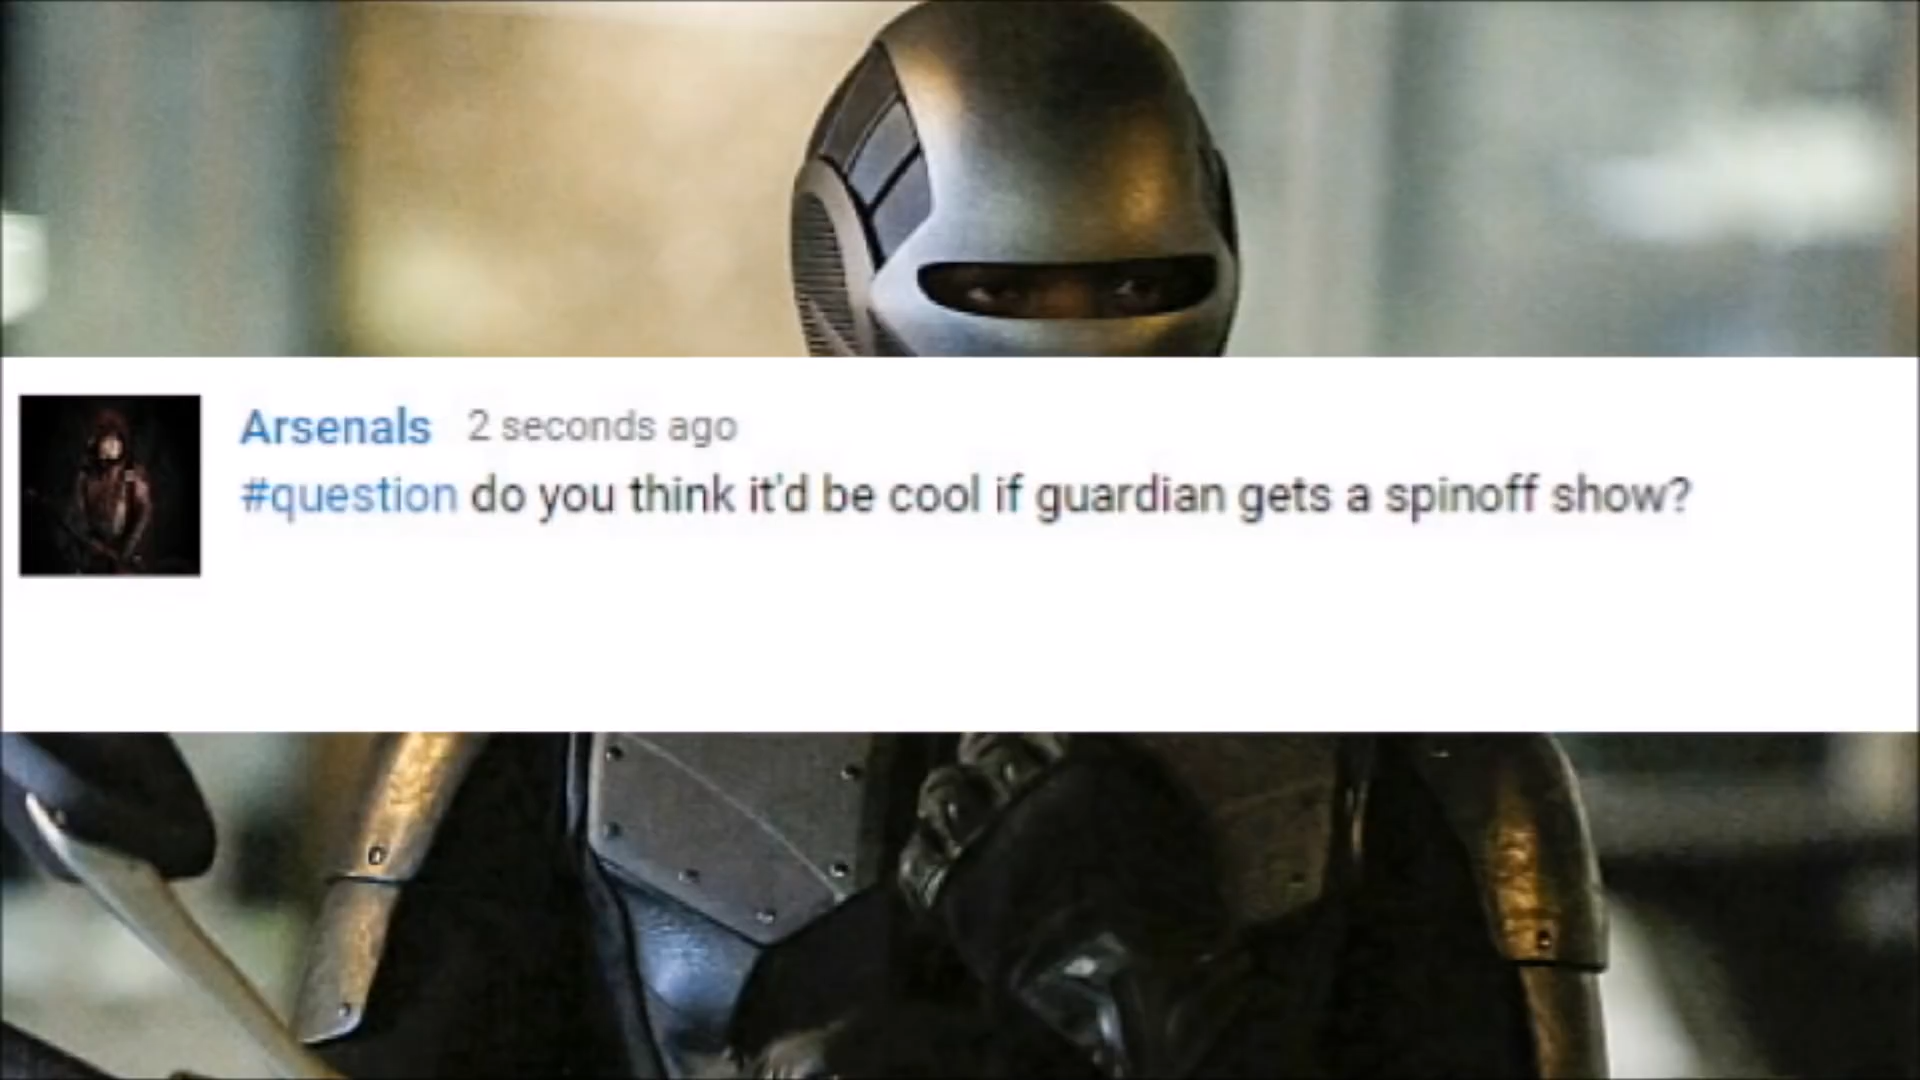 Arsenals 2 seconds ago
#question do you think it'd be cool if guardian gets a spinoff show?